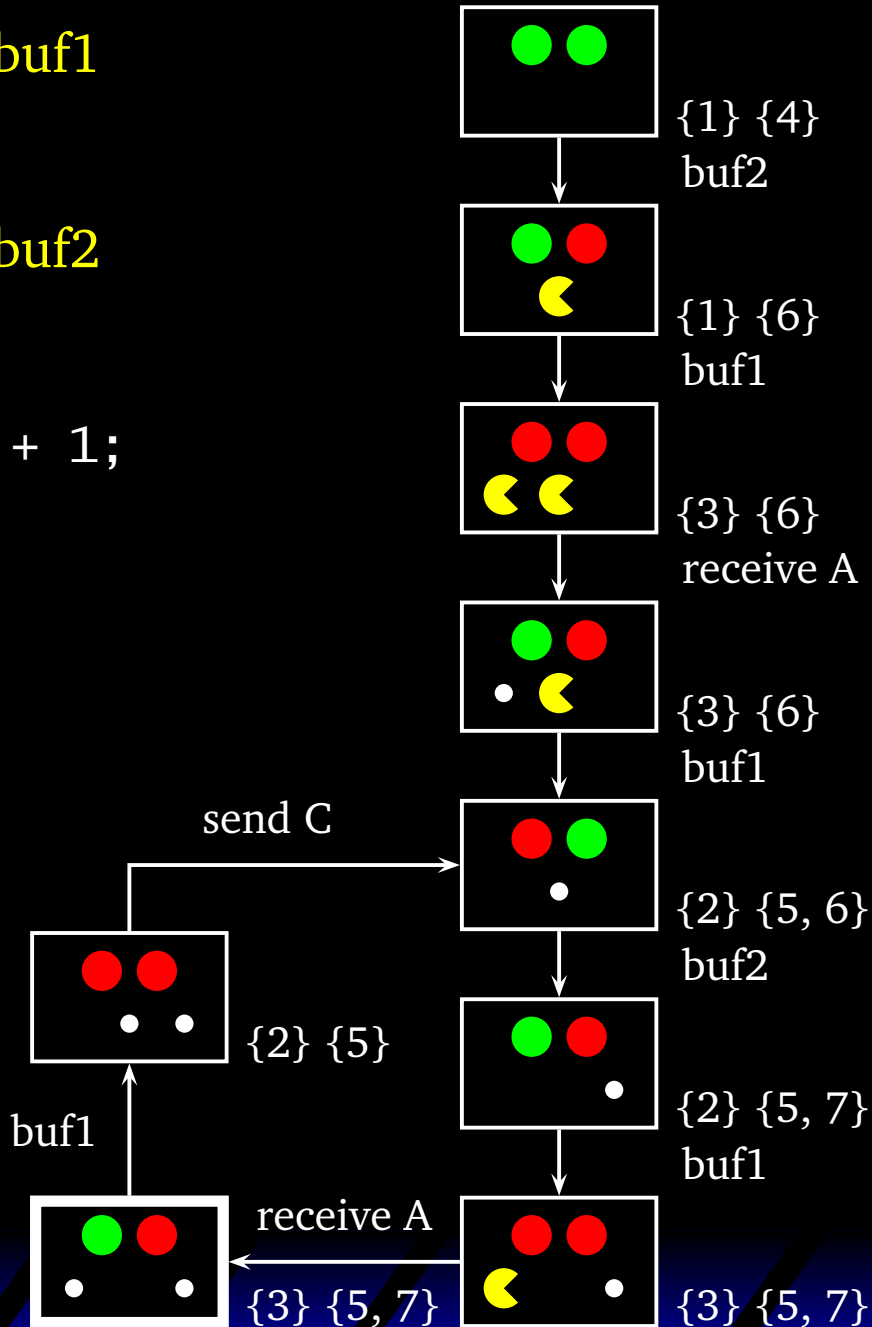 buf1
{1} {4}
buf2
buf2
{1} {6}
buf1
+ 1;
{3} {6}
receive A
{3} {6}
buf1
send C
{2} {5, 6}
buf2
{2} {5}
{2} {5, 7}
buf1
buf1
receive A
{3} {5, 7}
{3} {5, 7}